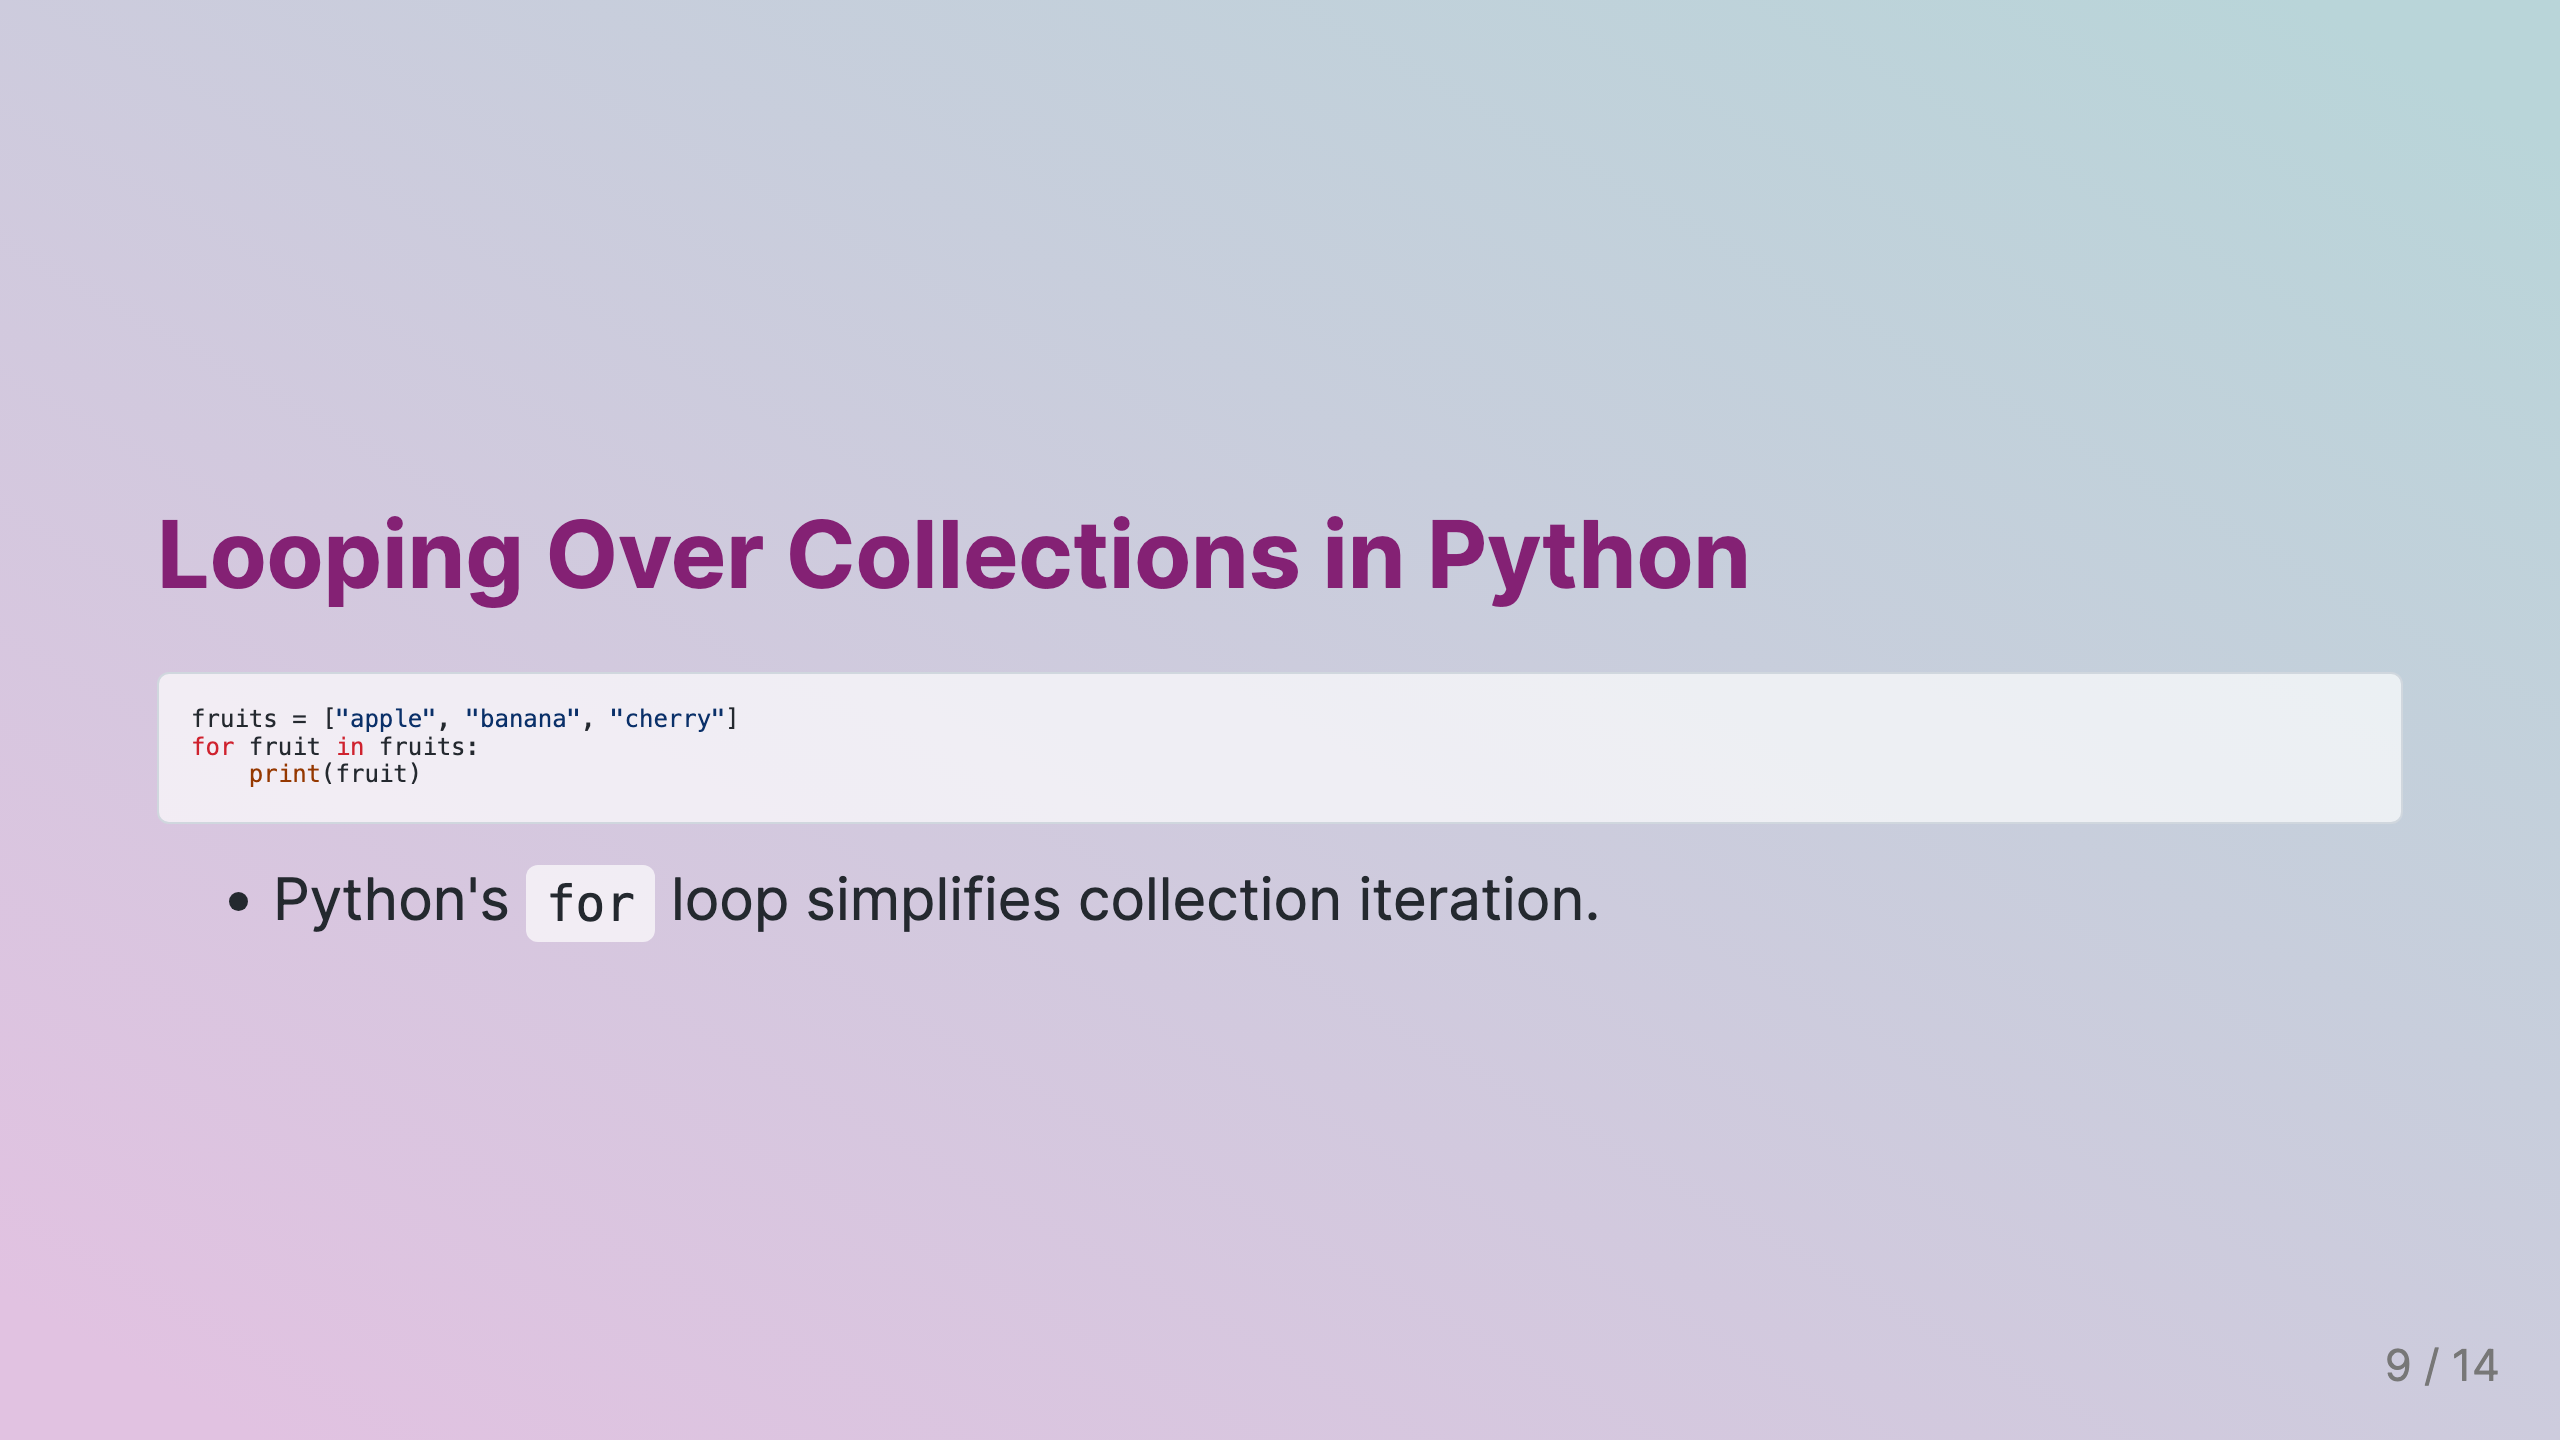 Looping Over Collections in Python
fruits = ["apple", "banana", "cherry"]
for fruit in fruits:
    print(fruit)
• Python's for loop simplifies collection iteration.
9 / 14